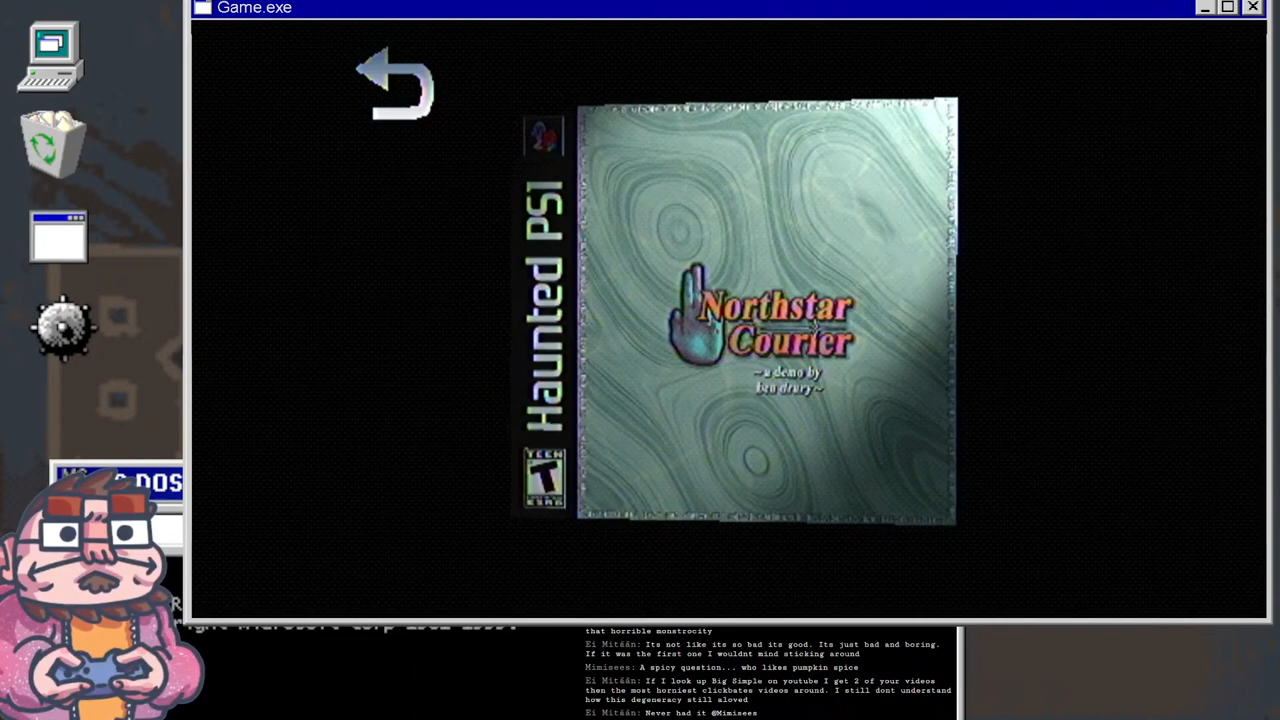 Game.exe
Haunted PS1
TEEN
T
ESRB
Northstar
Courier
~a demo by
ben drury~
DOS
that horrible monstrocity
Ei Mitään: Its not like its so bad its good. Its just bad and boring.
If it was the first one I wouldnt mind sticking around
Mimisees: A spicy question... who likes pumpkin spice
Ei Mitään: If I look up Big Simple on youtube I get 2 of your videos
then the most horniest clickbates videos around. I still dont understand
how this degeneracy still aloved
Ei Mitään: Never had it @Mimisees